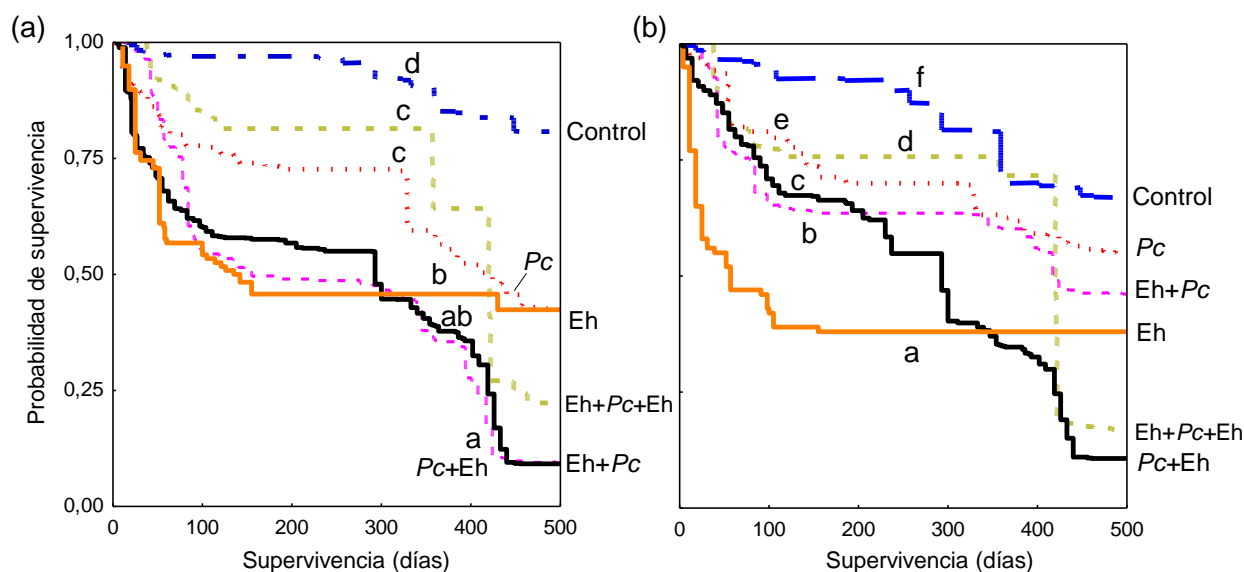 (a)
(b)
Probabilidad de supervivencia
1,00
0,75
0,50
0,25
0,00
d
Control
c
c
Pc
b
Eh
ab
Eh+Pc+Eh
a
Pc+Eh
Eh+Pc
0 100 200 300 400 500
Supervivencia (días)
f
Control
e
d
c
Pc
b
Eh+Pc
Eh
a
Eh+Pc+Eh
Pc+Eh
0 100 200 300 400 500
Supervivencia (días)